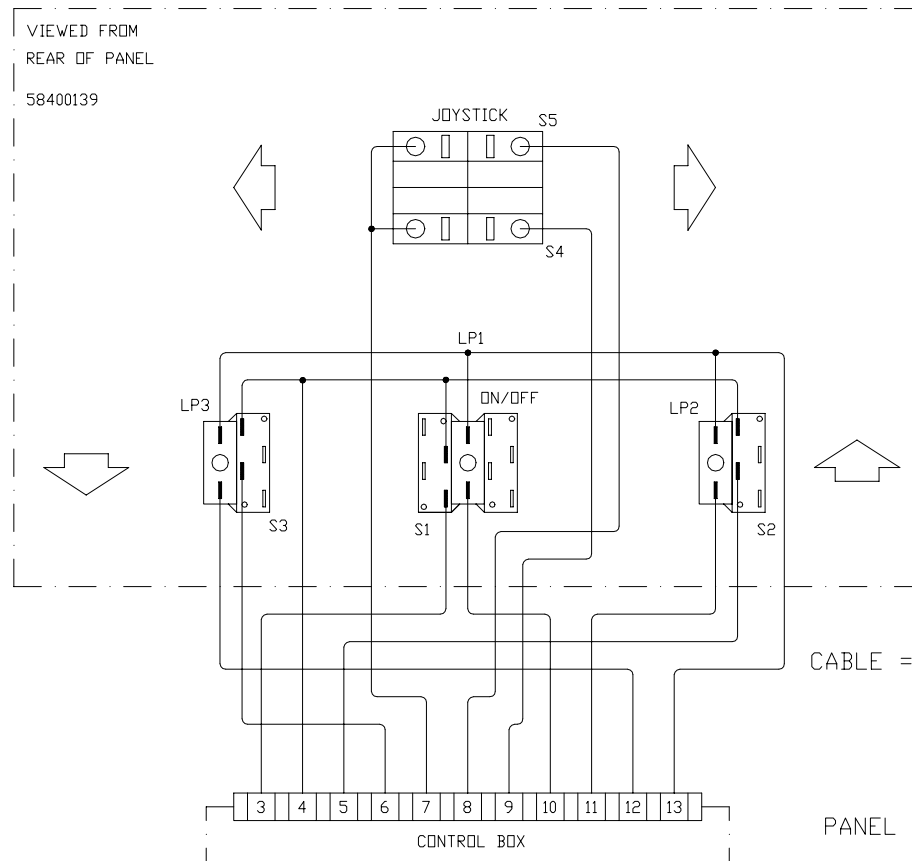 VIEWED FROM
REAR OF PANEL
58400139
JOYSTICK
S5
S4
LP1
ON/OFF
LP3
LP2
S3
S1
S2
CABLE =
3 4 5 6 7 8 9 10 11 12 13
CONTROL BOX
PANEL